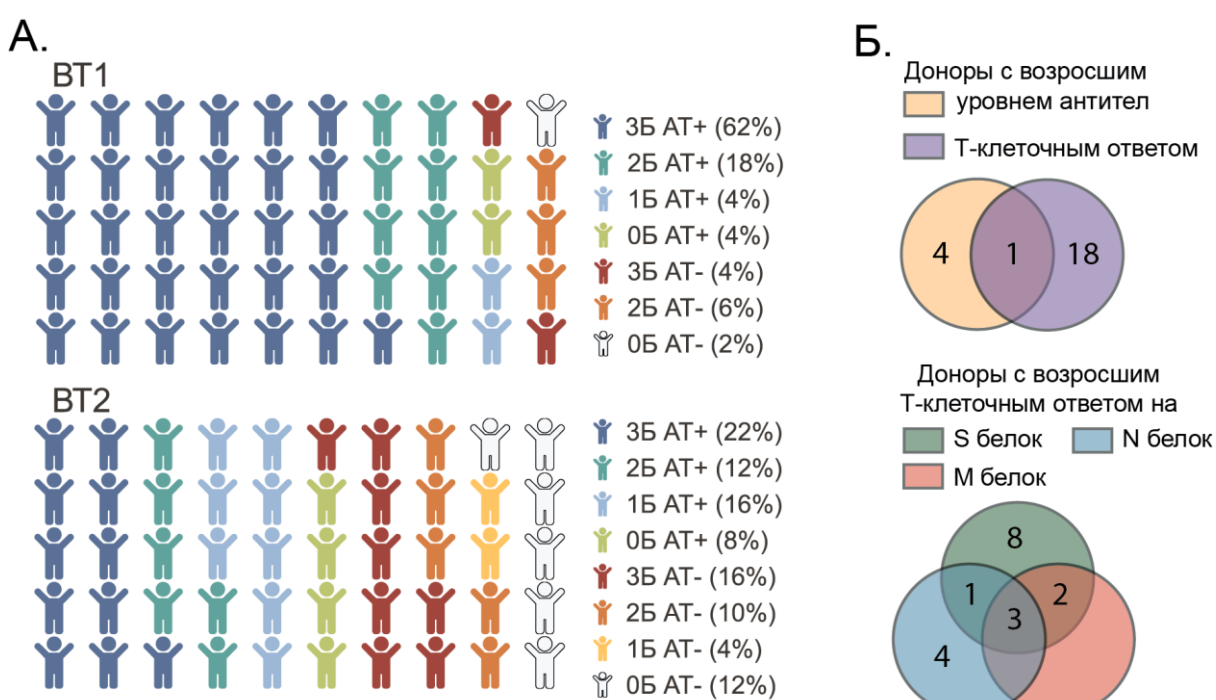 А.
ВТ1
3Б АТ+ (62%)
2Б АТ+ (18%)
1Б АТ+ (4%)
0Б АТ+ (4%)
3Б АТ- (4%)
2Б АТ- (6%)
0Б АТ- (2%)
ВТ2
3Б АТ+ (22%)
2Б АТ+ (12%)
1Б АТ+ (16%)
0Б АТ+ (8%)
3Б АТ- (16%)
2Б АТ- (10%)
1Б АТ- (4%)
0Б АТ- (12%)
Б.
Доноры с возросшим
уровнем антител
Т-клеточным ответом
4 1 18
Доноры с возросшим
Т-клеточным ответом на
S белок N белок
М белок
8
1 2
3
4